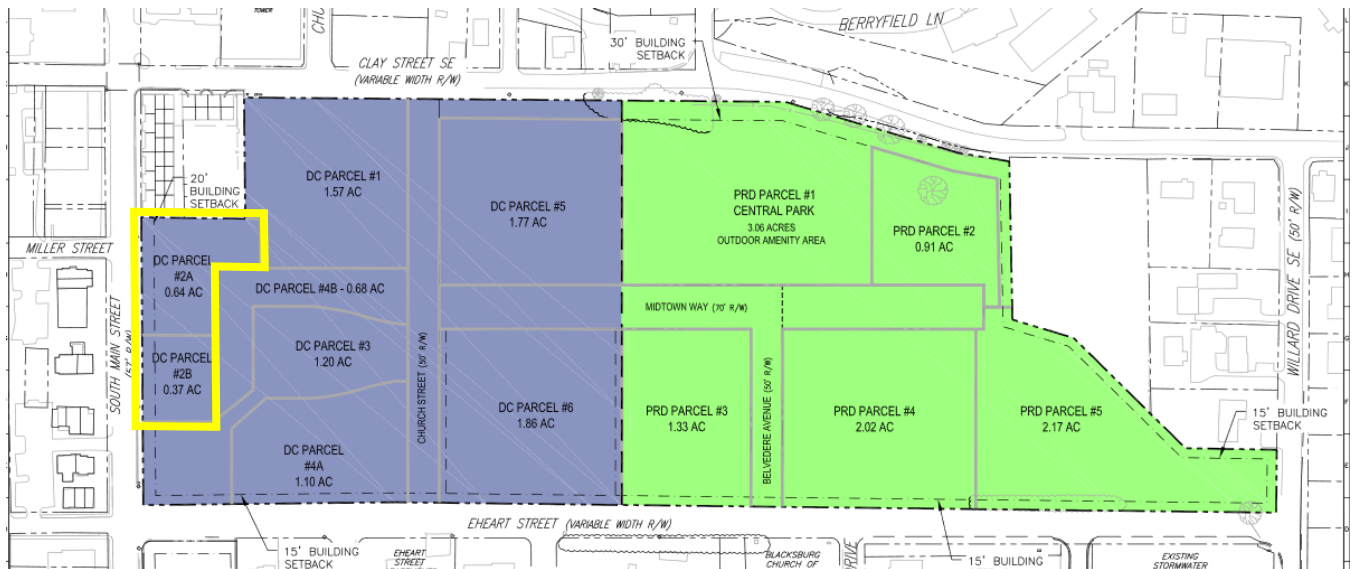 TOWER
BERRYFIELD LN
30' BUILDING
SETBACK
CLAY STREET SE
(VARIABLE WIDTH R/W)
20'
BUILDING
SETBACK
DC PARCEL #1
1.57 AC
DC PARCEL #5
1.77 AC
PRD PARCEL #1
CENTRAL PARK
3.06 ACRES
OUTDOOR AMENITY AREA
PRD PARCEL #2
0.91 AC
MILLER STREET
DC PARCEL
#2A
0.64 AC
DC PARCEL #4B - 0.68 AC
MIDTOWN WAY (70' R/W)
WILLARD DRIVE SE (50' R/W)
SOUTH MAIN STREET
(57' R/W)
DC PARCEL
#2B
0.37 AC
DC PARCEL #3
1.20 AC
CHURCH STREET (50' R/W)
DC PARCEL #6
1.86 AC
PRD PARCEL #3
1.33 AC
BELVEDERE AVENUE (50' R/W)
PRD PARCEL #4
2.02 AC
PRD PARCEL #5
2.17 AC
15' BUILDING
SETBACK
DC PARCEL
#4A
1.10 AC
EHEART STREET (VARIABLE WIDTH R/W)
15' BUILDING
SETBACK
EHEART
STREET
BLACKSBURG
CHURCH OF
DRIVE
15' BUILDING
EXISTING
STORMWATER